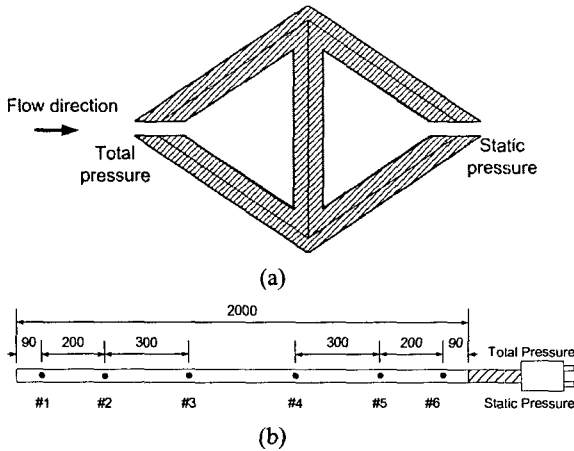 Flow direction
Total
pressure
Static
pressure
(a)
2000
90
200
300
300
200
90
Total Pressure
#1
#2
#3
#4
#5
#6
Static Pressure
(b)